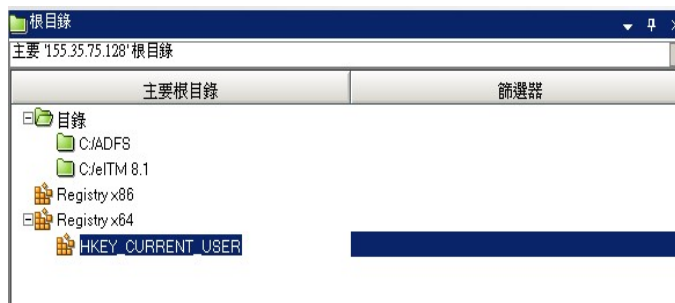 根目錄
主要 '155.35.75.128' 根目錄
主要根目錄 篩選器
目錄
C:/ADFS
C:/eITM 8.1
Registry x86
Registry x64
HKEY_CURRENT_USER